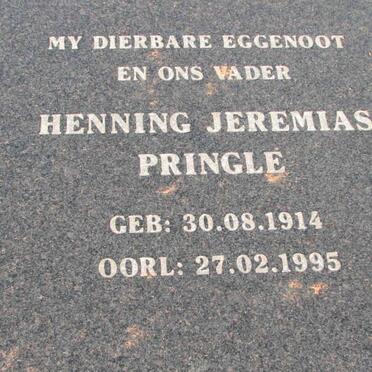 MY DIERBARE EGGENOOT
EN ONS VADER
HENNING JEREMIAS
PRINGLE
GEB: 30.08.1914
OORL: 27.02.1995